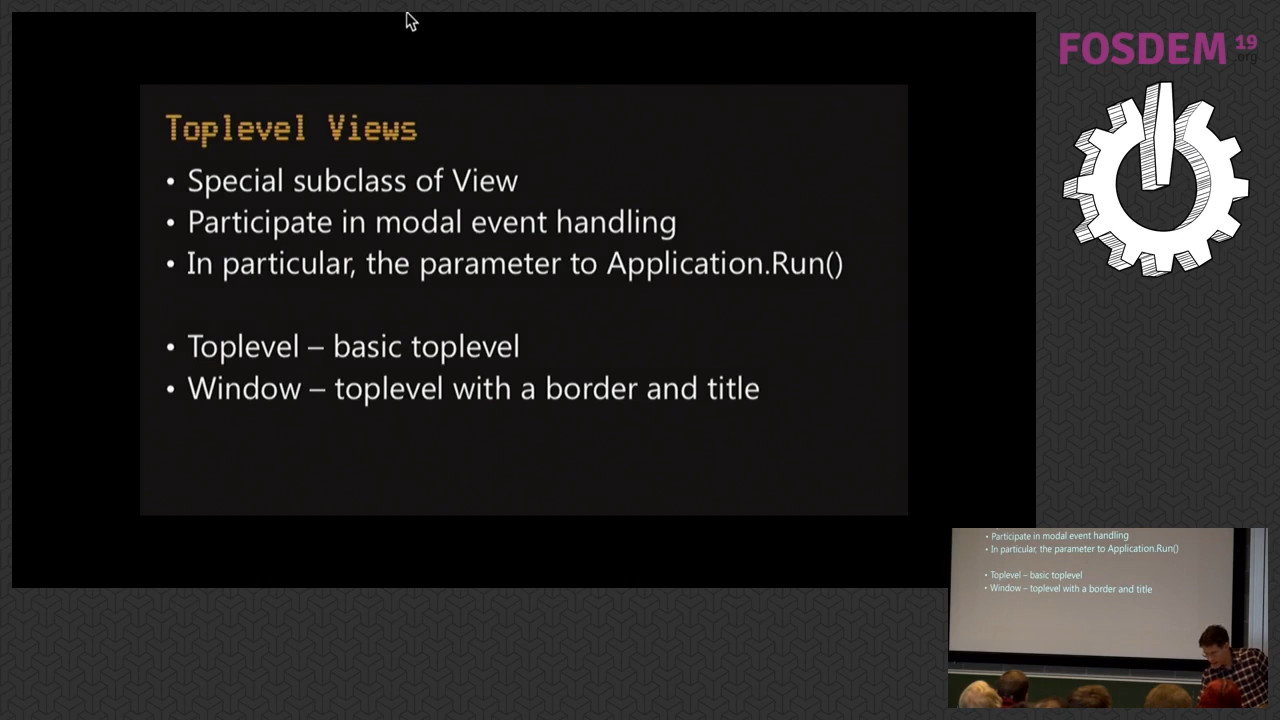 FOSDEM 19
.org
Toplevel Views
• Special subclass of View
• Participate in modal event handling
• In particular, the parameter to Application.Run()
• Toplevel – basic toplevel
• Window – toplevel with a border and title
• Participate in modal event handling
• In particular, the parameter to Application.Run()
• Toplevel – basic toplevel
• Window – toplevel with a border and title